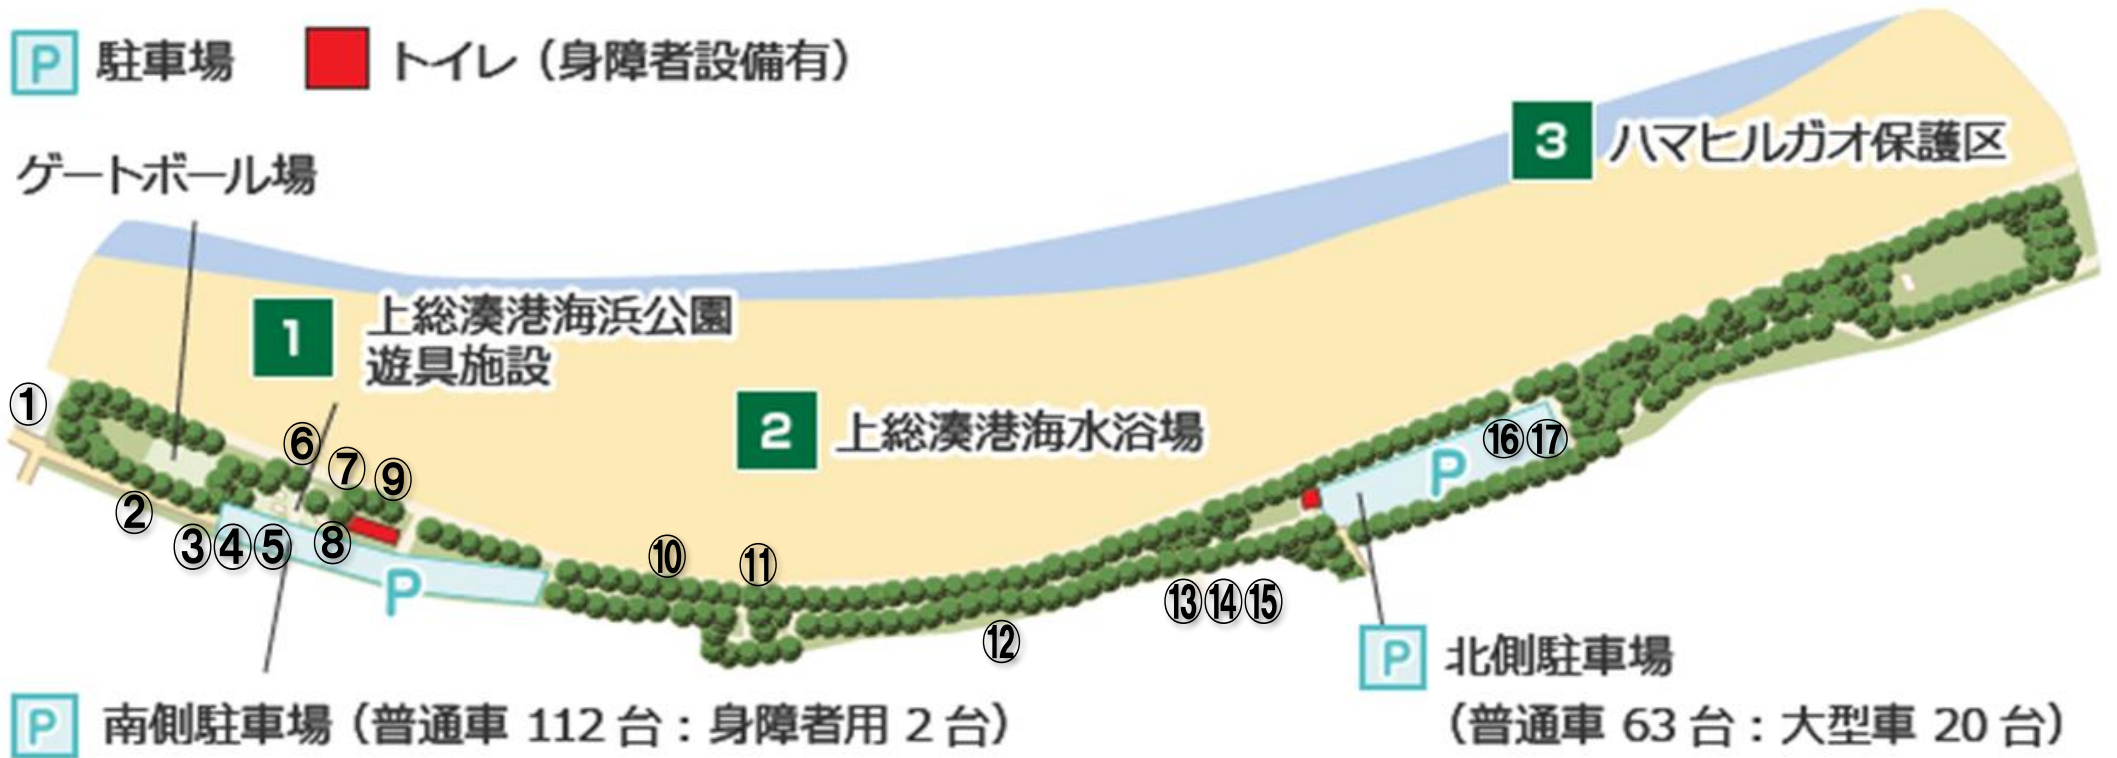 P 駐車場 トイレ（身障者設備有）
ゲートボール場
3 ハマヒルガオ保護区
1 上総湊港海浜公園
遊具施設
2 上総湊港海水浴場
①
②
③④⑤
⑥
⑦
⑧
⑨
⑩
⑪
⑫
⑬⑭⑮
⑯⑰
P
P
P 南側駐車場（普通車 112 台：身障者用 2 台）
P 北側駐車場
（普通車 63 台：大型車 20 台）